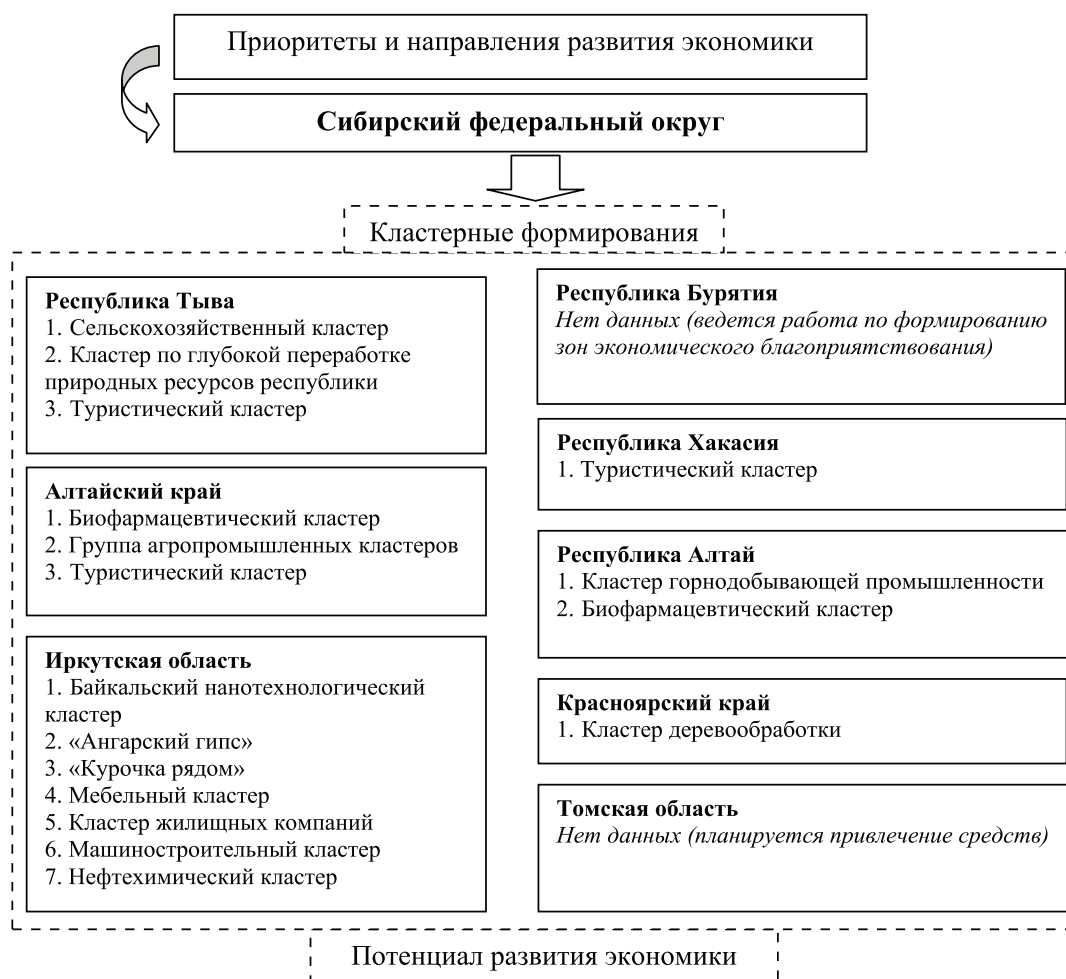 Приоритеты и направления развития экономики
Сибирский федеральный округ
Кластерные формирования
Республика Тыва
1. Сельскохозяйственный кластер
2. Кластер по глубокой переработке
природных ресурсов республики
3. Туристический кластер
Алтайский край
1. Биофармацевтический кластер
2. Группа агропромышленных кластеров
3. Туристический кластер
Иркутская область
1. Байкальский нанотехнологический
кластер
2. «Ангарский гипс»
3. «Курочка рядом»
4. Мебельный кластер
5. Кластер жилищных компаний
6. Машиностроительный кластер
7. Нефтехимический кластер
Республика Бурятия
Нет данных (ведется работа по формированию
зон экономического благоприятствования)
Республика Хакасия
1. Туристический кластер
Республика Алтай
1. Кластер горнодобывающей промышленности
2. Биофармацевтический кластер
Красноярский край
1. Кластер деревообработки
Томская область
Нет данных (планируется привлечение средств)
Потенциал развития экономики